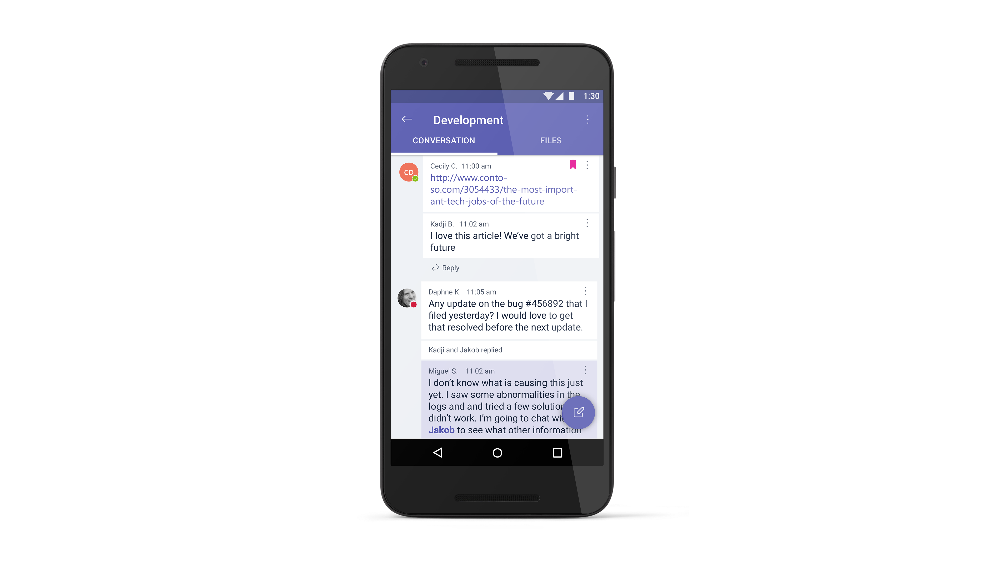 1:30
Development
CONVERSATION
FILES
CD
Cecily C. 11:00 am
http://www.conto-
so.com/3054433/the-most-import-
ant-tech-jobs-of-the-future
Kadji B. 11:02 am
I love this article! We’ve got a bright
future
Reply
Daphne K. 11:05 am
Any update on the bug #456892 that I
filed yesterday? I would love to get
that resolved before the next update.
Kadji and Jakob replied
Miguel S. 11:02 am
I don’t know what is causing this just
yet. I saw some abnormalities in the
logs and and tried a few
didn’t work. I’m going to chat
Jakob to see what other information